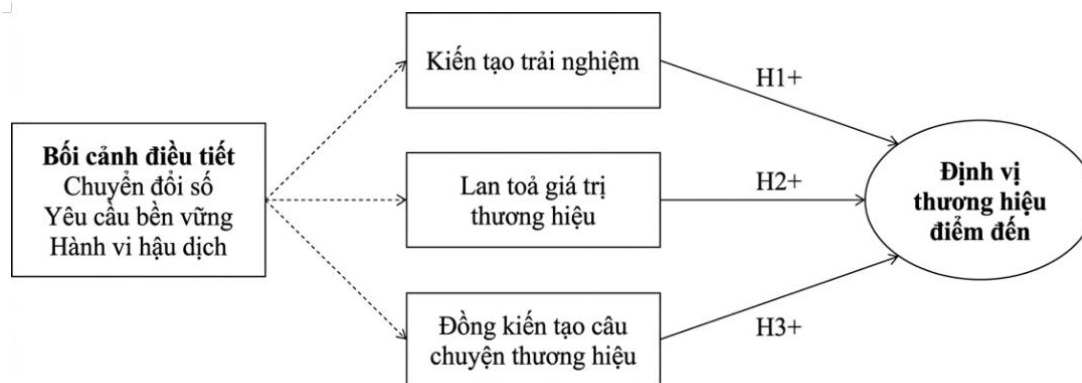 Bối cảnh điều tiết
Chuyển đổi số
Yêu cầu bền vững
Hành vi hậu dịch
Kiến tạo trải nghiệm
Lan toả giá trị
thương hiệu
Đồng kiến tạo câu
chuyện thương hiệu
H1+
H2+
H3+
Định vị
thương hiệu
điểm đến